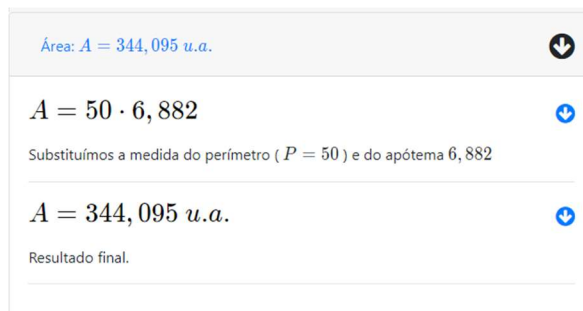 Área: A = 344,095 u.a.
A = 50 · 6,882
Substituímos a medida do perímetro ( P = 50 ) e do apótema 6,882
A = 344,095 u.a.
Resultado final.